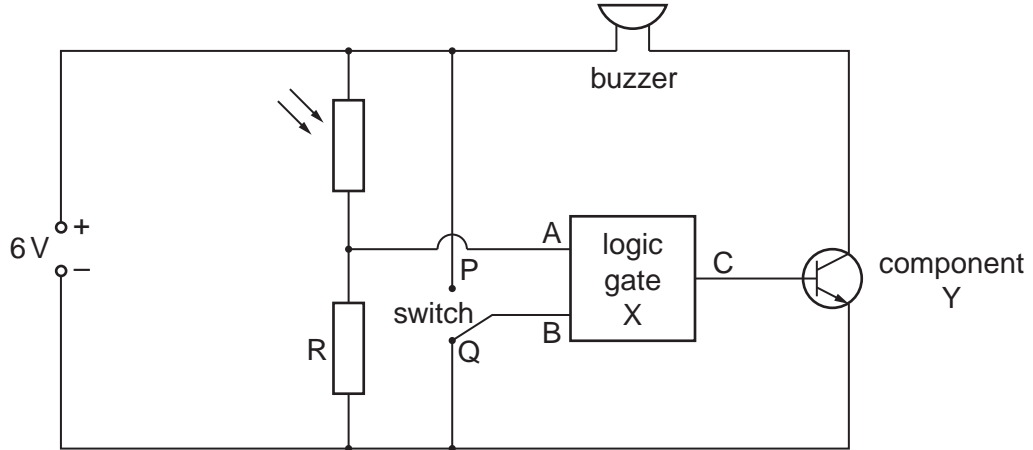 buzzer
+
6 V
–
A
P
switch
Q
B
R
logic
gate
X
C
component
Y